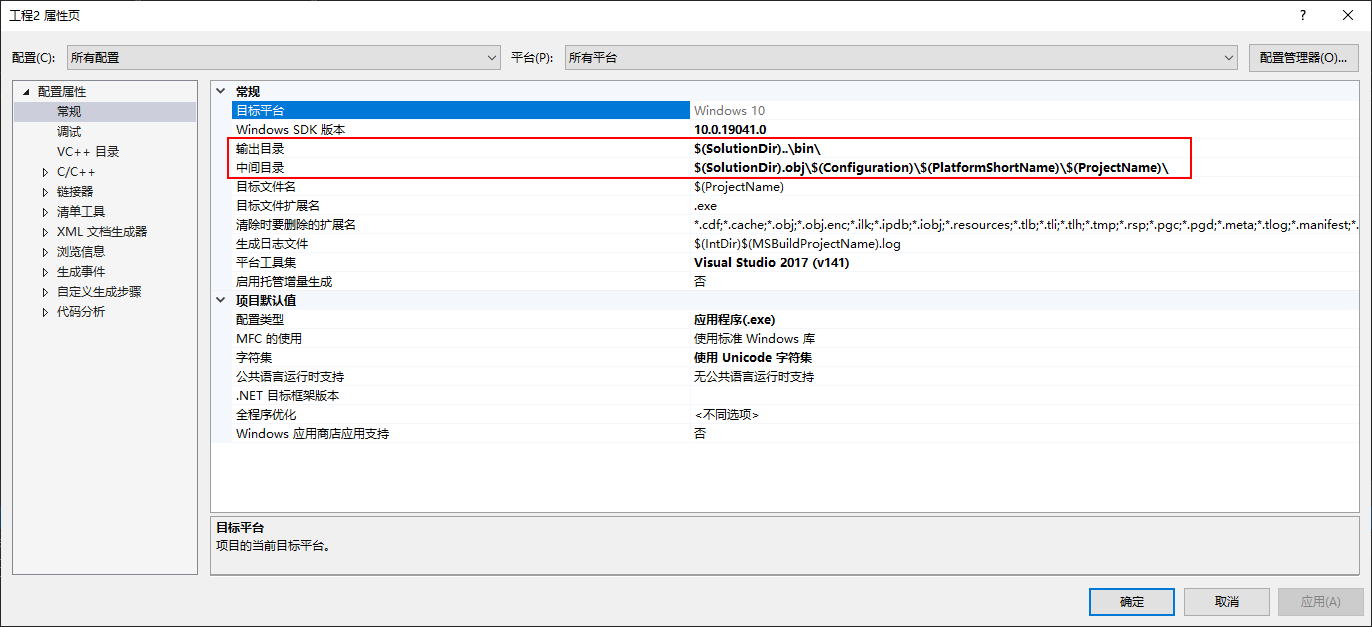 工程2 属性页
?
配置(C):
所有配置
平台(P):
所有平台
配置管理器(O)...
配置属性
常规
调试
VC++ 目录
C/C++
链接器
清单工具
XML 文档生成器
浏览信息
生成事件
自定义生成步骤
代码分析
常规
目标平台 Windows 10
Windows SDK 版本 10.0.19041.0
输出目录 $(SolutionDir)..\bin\
中间目录 $(SolutionDir).obj\$(Configuration)\$(PlatformShortName)\$(ProjectName)\
目标文件名 $(ProjectName)
目标文件扩展名 .exe
清除时要删除的扩展名 *.cdf;*.cache;*.obj;*.obj.enc;*.ilk;*.ipdb;*.iobj;*.resources;*.tlb;*.tli;*.tlh;*.tmp;*.rsp;*.pgc;*.pgd;*.meta;*.tlog;*.manifest;*.
生成日志文件 $(IntDir)$(MSBuildProjectName).log
平台工具集 Visual Studio 2017 (v141)
启用托管增量生成 否
项目默认值
配置类型 应用程序(.exe)
MFC 的使用 使用标准 Windows 库
字符集 使用 Unicode 字符集
公共语言运行时支持 无公共语言运行时支持
.NET 目标框架版本
全程序优化 <不同选项>
Windows 应用商店应用支持 否
目标平台
项目的当前目标平台。
确定
取消
应用(A)